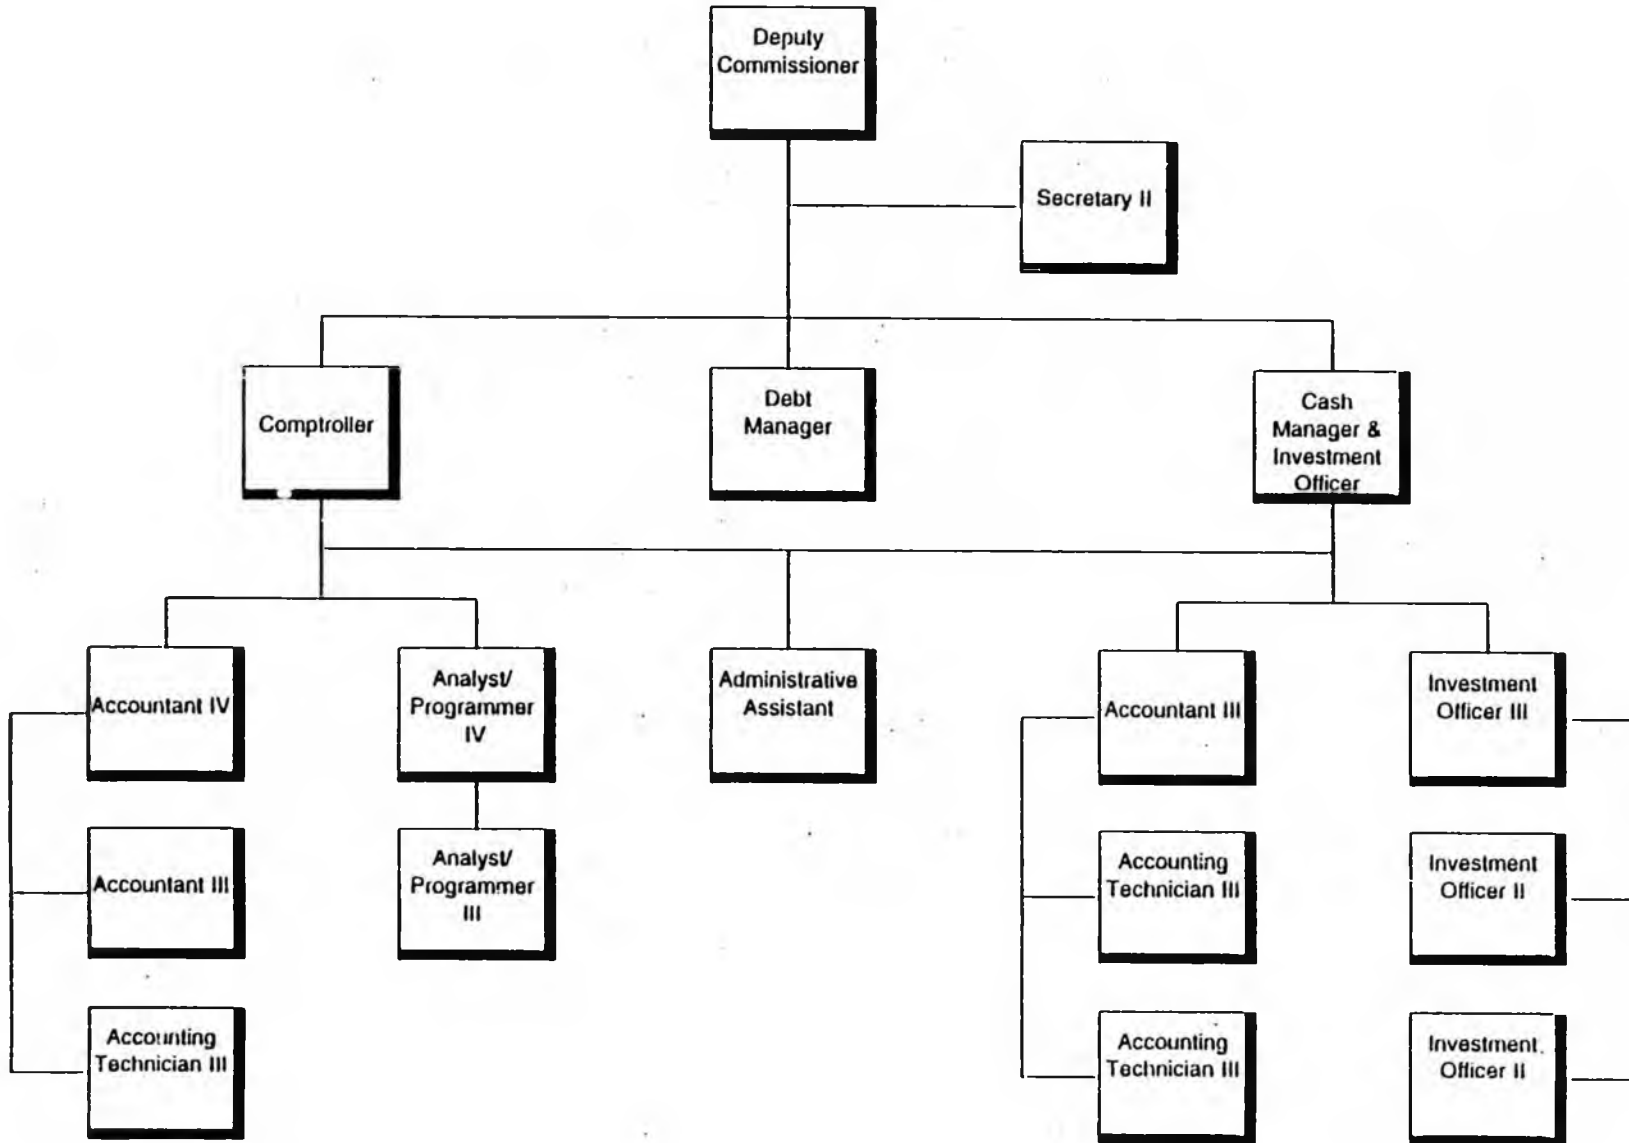 Deputy
Commissioner
Secretary II
Comptroller
Debt
Manager
Cash
Manager &
Investment
Officer
Accountant IV
Analyst/
Programmer
IV
Administrative
Assistant
Accountant III
Investment
Officer III
Accountant III
Analyst/
Programmer
III
Accounting
Technician III
Investment
Officer II
Accounting
Technician III
Accounting
Technician III
Investment
Officer II